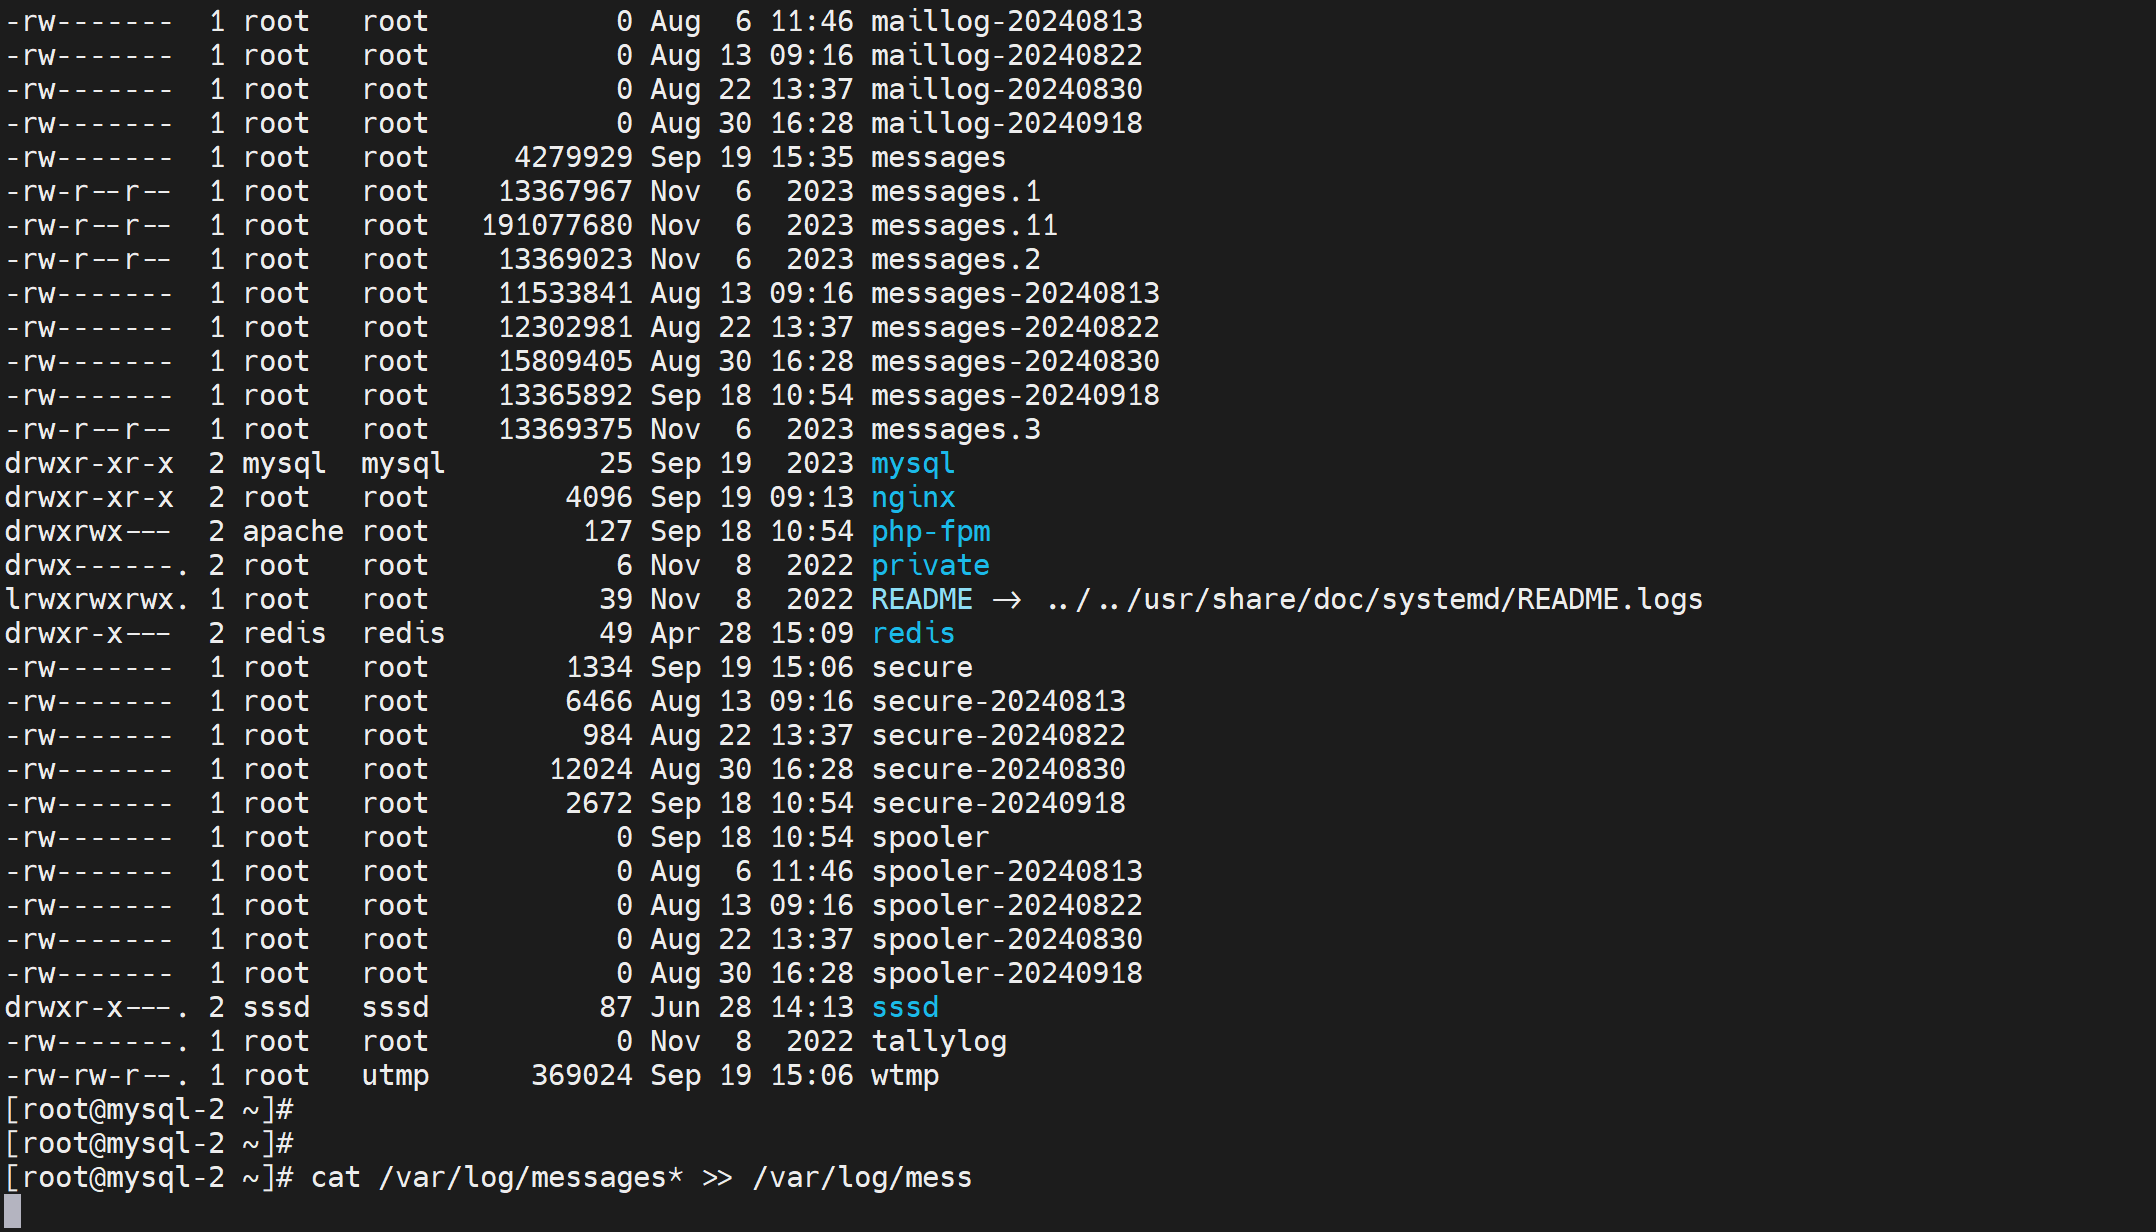 -rw-------  1 root   root           0 Aug  6 11:46 maillog-20240813
-rw-------  1 root   root           0 Aug 13 09:16 maillog-20240822
-rw-------  1 root   root           0 Aug 22 13:37 maillog-20240830
-rw-------  1 root   root           0 Aug 30 16:28 maillog-20240918
-rw-------  1 root   root     4279929 Sep 19 15:35 messages
-rw-r--r--  1 root   root    13367967 Nov  6  2023 messages.1
-rw-r--r--  1 root   root   191077680 Nov  6  2023 messages.11
-rw-r--r--  1 root   root    13369023 Nov  6  2023 messages.2
-rw-------  1 root   root    11533841 Aug 13 09:16 messages-20240813
-rw-------  1 root   root    12302981 Aug 22 13:37 messages-20240822
-rw-------  1 root   root    15809405 Aug 30 16:28 messages-20240830
-rw-------  1 root   root    13365892 Sep 18 10:54 messages-20240918
-rw-r--r--  1 root   root    13369375 Nov  6  2023 messages.3
drwxr-xr-x  2 mysql  mysql         25 Sep 19  2023 mysql
drwxr-xr-x  2 root   root        4096 Sep 19 09:13 nginx
drwxrwx---  2 apache root         127 Sep 18 10:54 php-fpm
drwx------. 2 root   root           6 Nov  8  2022 private
lrwxrwxrwx. 1 root   root          39 Nov  8  2022 README -> ../../usr/share/doc/systemd/README.logs
drwxr-x---  2 redis  redis         49 Apr 28 15:09 redis
-rw-------  1 root   root        1334 Sep 19 15:06 secure
-rw-------  1 root   root        6466 Aug 13 09:16 secure-20240813
-rw-------  1 root   root         984 Aug 22 13:37 secure-20240822
-rw-------  1 root   root       12024 Aug 30 16:28 secure-20240830
-rw-------  1 root   root        2672 Sep 18 10:54 secure-20240918
-rw-------  1 root   root           0 Sep 18 10:54 spooler
-rw-------  1 root   root           0 Aug  6 11:46 spooler-20240813
-rw-------  1 root   root           0 Aug 13 09:16 spooler-20240822
-rw-------  1 root   root           0 Aug 22 13:37 spooler-20240830
-rw-------  1 root   root           0 Aug 30 16:28 spooler-20240918
drwxr-x---. 2 sssd   sssd          87 Jun 28 14:13 sssd
-rw-------. 1 root   root           0 Nov  8  2022 tallylog
-rw-rw-r--. 1 root   utmp      369024 Sep 19 15:06 wtmp
[root@mysql-2 ~]#
[root@mysql-2 ~]#
[root@mysql-2 ~]# cat /var/log/messages* >> /var/log/mess